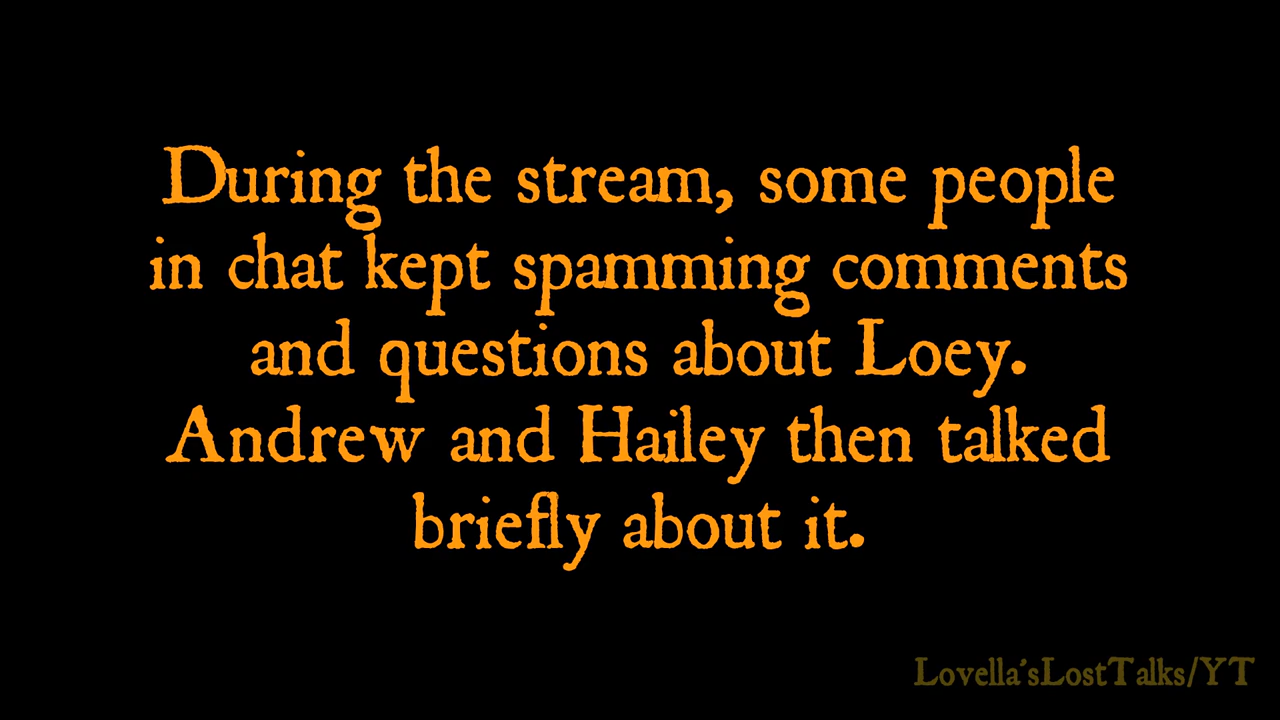 During the stream, some people
in chat kept spamming comments
and questions about Loey.
Andrew and Hailey then talked
briefly about it.
Lovella'sLostTalks/YT